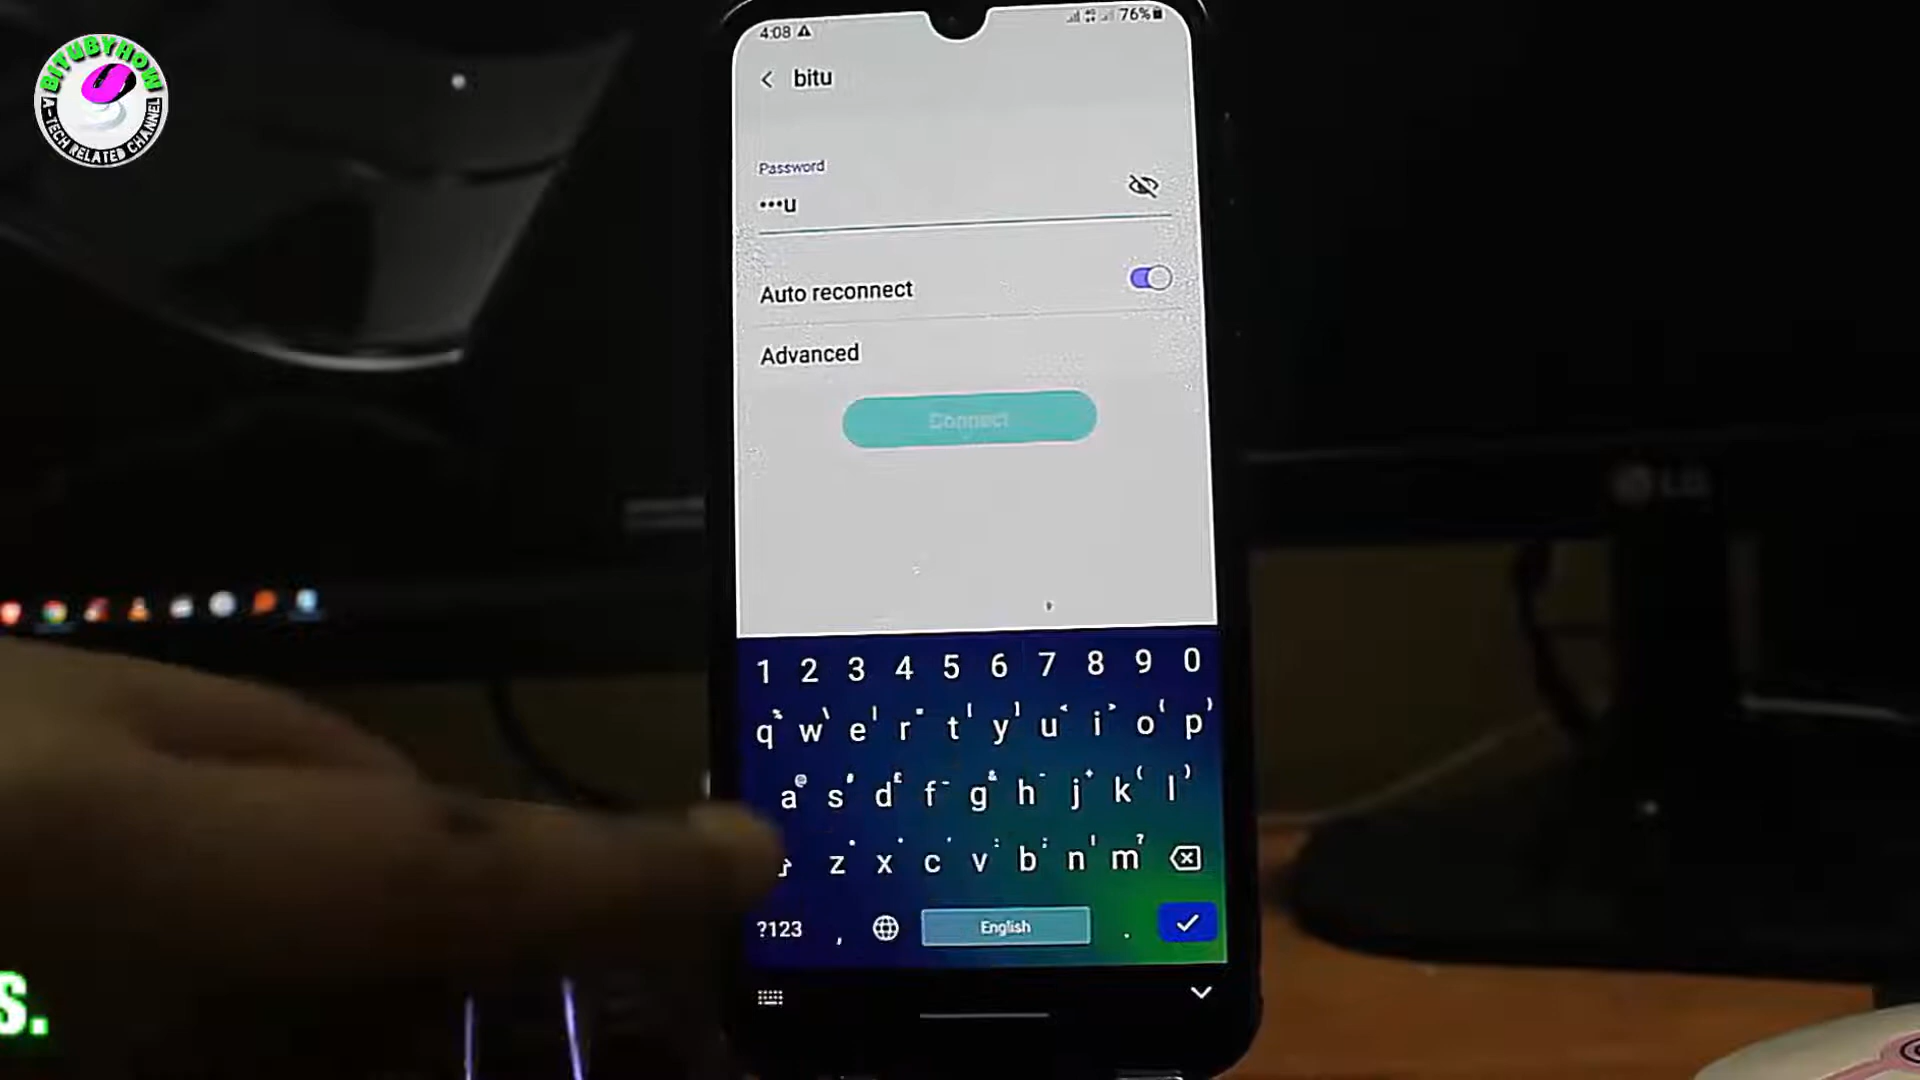 BITUBYHOW
A-TECH RELATED CHANNEL
4:08
76%
bitu
Password
•••u
Auto reconnect
Advanced
Connect
LG
1 2 3 4 5 6 7 8 9 0
q w e r t y u i o p
a s d f g h j k l
z x c v b n m
?123 , English .
s.